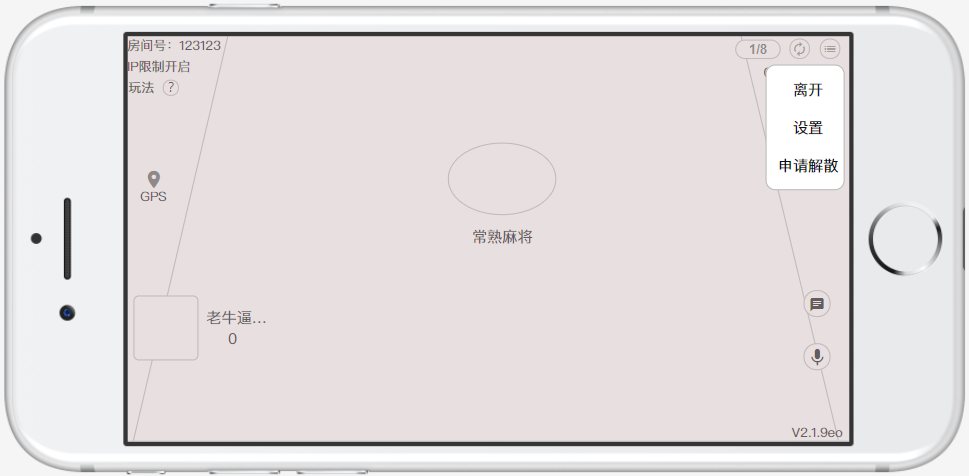 房间号：123123
IP限制开启
玩法 ?
1/8
离开
设置
申请解散
GPS
常熟麻将
老牛逼...
0
V2.1.9eo